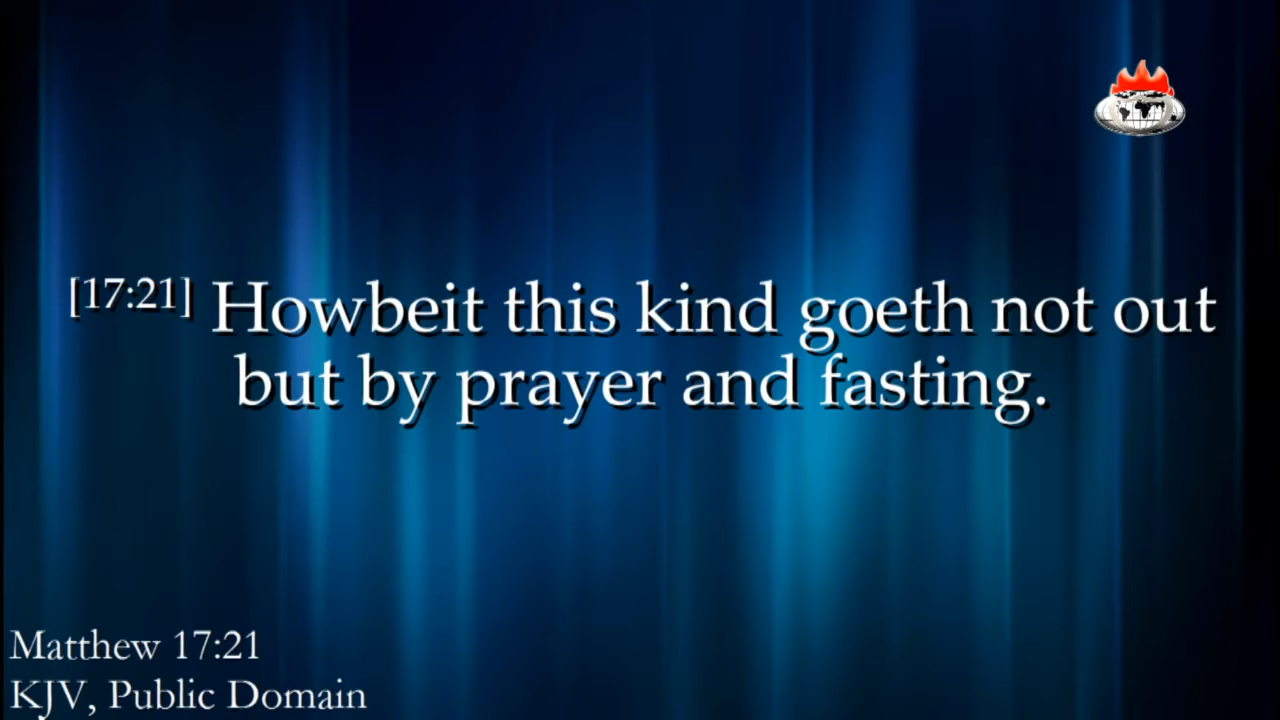 [17:21] Howbeit this kind goeth not out
but by prayer and fasting.
Matthew 17:21
KJV, Public Domain